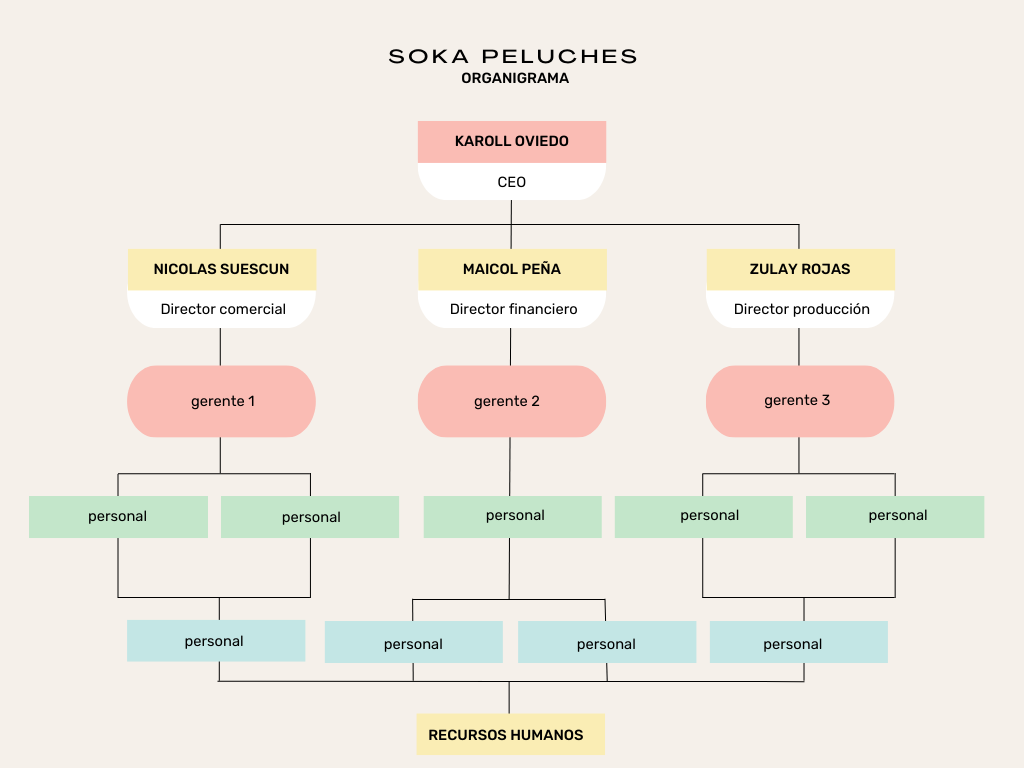 SOKA PELUCHES
ORGANIGRAMA
KAROLL OVIEDO
CEO
NICOLAS SUESCUN
Director comercial
MAICOL PEÑA
Director financiero
ZULAY ROJAS
Director producción
gerente 1
gerente 2
gerente 3
personal
personal
personal
personal
personal
personal
personal
personal
personal
RECURSOS HUMANOS